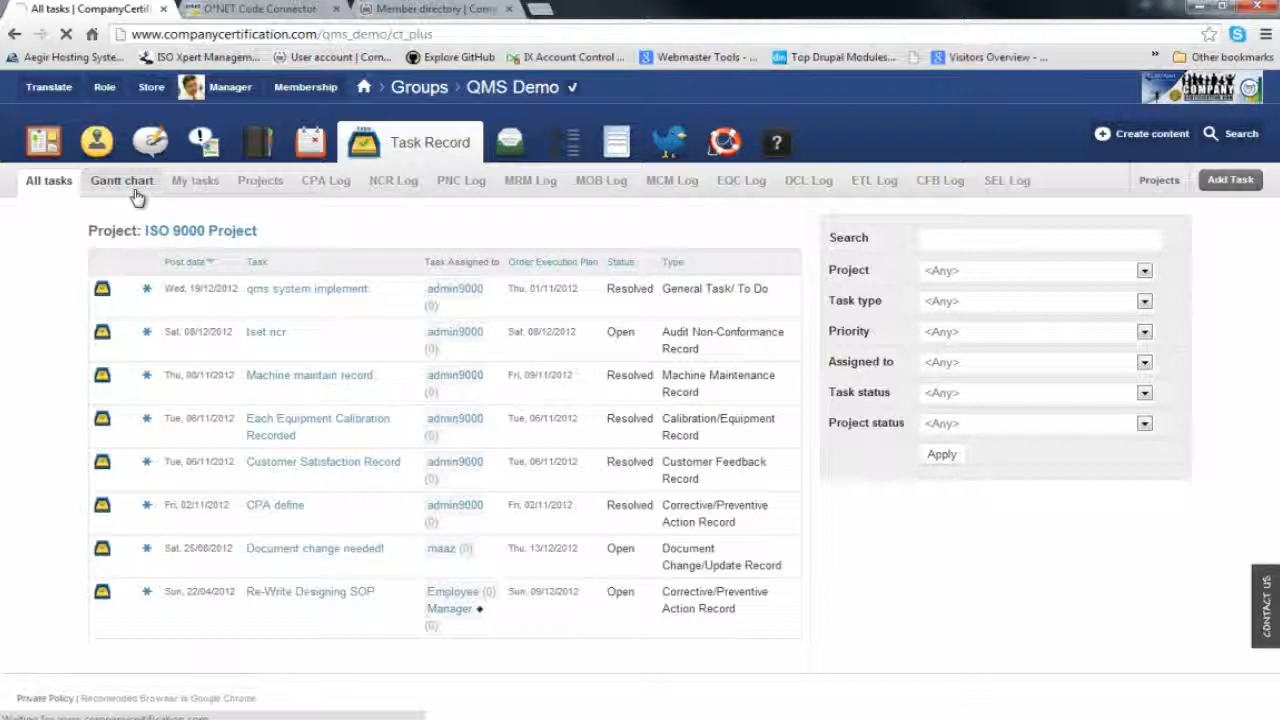 All tasks | CompanyCertifi
O*NET Code Connector
Member directory | Com
www.companycertification.com/qms_demo/ct_plus
Aegir Hosting Syste... ISO Xpert Managem... User account | Com... Explore GitHub IX Account Control ... Webmaster Tools - ... Top Drupal Modules... Visitors Overview - ... » Other bookmarks
Translate Role Store Manager Membership › Groups › QMS Demo
COMPANY
Task Record ? Create content Search
All tasks Gantt chart My tasks Projects CPA Log NCR Log PNC Log MRM Log MOB Log MCM Log EQC Log DCL Log ETL Log CFB Log SEL Log Projects Add Task
Project: ISO 9000 Project
Post date Task Task Assigned to Order Execution Plan Status Type
Wed, 19/12/2012 qms system implement admin9000 (0) Thu, 01/11/2012 Resolved General Task/ To Do
Sat, 08/12/2012 Iset ncr admin9000 (0) Sat, 08/12/2012 Open Audit Non-Conformance Record
Thu, 08/11/2012 Machine maintain record admin9000 (0) Fri, 09/11/2012 Resolved Machine Maintenance Record
Tue, 06/11/2012 Each Equipment Calibration Recorded admin9000 (0) Tue, 06/11/2012 Resolved Calibration/Equipment Record
Tue, 06/11/2012 Customer Satisfaction Record admin9000 (0) Tue, 06/11/2012 Resolved Customer Feedback Record
Fri, 02/11/2012 CPA define admin9000 (0) Fri, 02/11/2012 Resolved Corrective/Preventive Action Record
Sat, 25/08/2012 Document change needed! maaz (0) Thu, 13/12/2012 Open Document Change/Update Record
Sun, 22/04/2012 Re-Write Designing SOP Employee (0) Manager ◆ (0) Sun, 09/12/2012 Open Corrective/Preventive Action Record
Search
Project <Any>
Task type <Any>
Priority <Any>
Assigned to <Any>
Task status <Any>
Project status <Any>
Apply
CONTACT US
Private Policy | Recomended Browser is Google Chrome
Waiting for www.companycertification.com